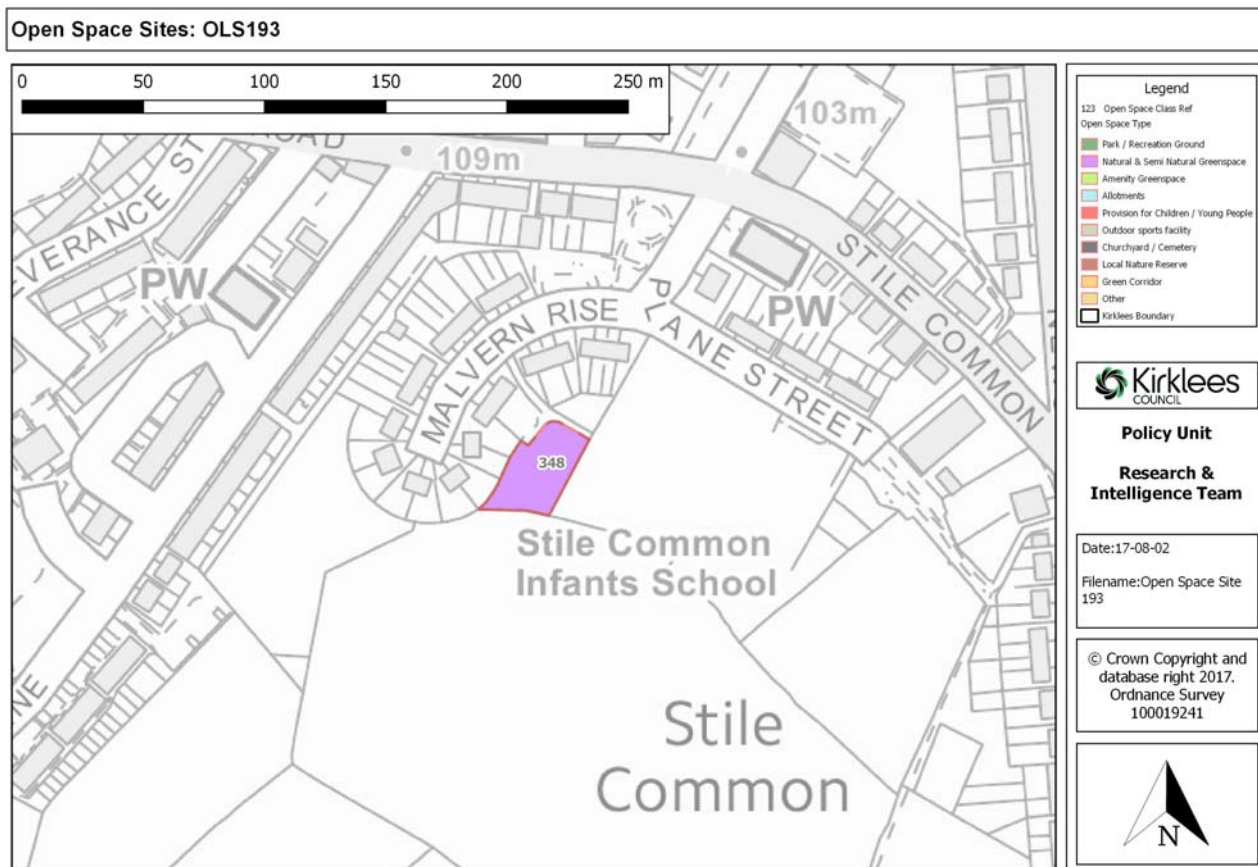 Open Space Sites: OLS193
0 50 100 150 200 250 m
ROAD
109m
103m
EVERANCE ST
PW
MALVERN RISE
PLANE STREET
PW
STILE COMMON
348
Stile Common
Infants School
Stile
Common
NE
Legend
123 Open Space Class Ref
Open Space Type
Park / Recreation Ground
Natural & Semi Natural Greenspace
Amenity Greenspace
Allotments
Provision for Children / Young People
Outdoor sports facility
Churchyard / Cemetery
Local Nature Reserve
Green Corridor
Other
Kirklees Boundary
Kirklees
COUNCIL
Policy Unit
Research &
Intelligence Team
Date:17-08-02
Filename:Open Space Site
193
© Crown Copyright and
database right 2017.
Ordnance Survey
100019241
N